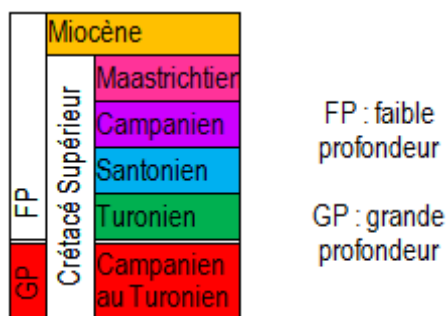 Miocène
Maastrichtien
Campanien
Santonien
Turonien
Campanien
au Turonien
Crétacé Supérieur
FP
GP
FP : faible
profondeur
GP : grande
profondeur